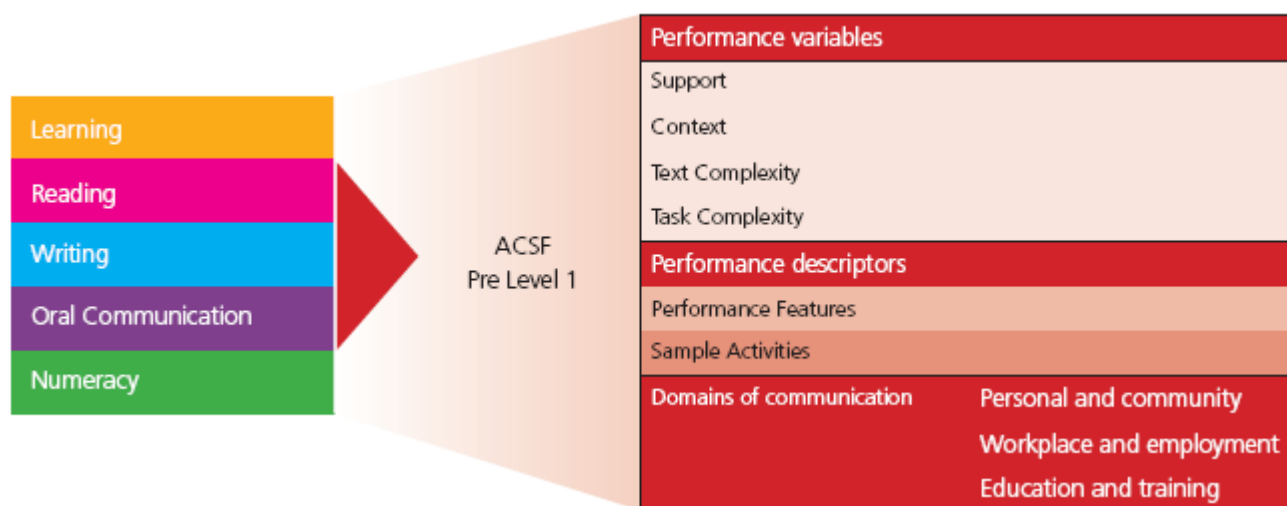 Learning
Reading
Writing
Oral Communication
Numeracy
ACSF
Pre Level 1
Performance variables
Support
Context
Text Complexity
Task Complexity
Performance descriptors
Performance Features
Sample Activities
Domains of communication Personal and community
Workplace and employment
Education and training